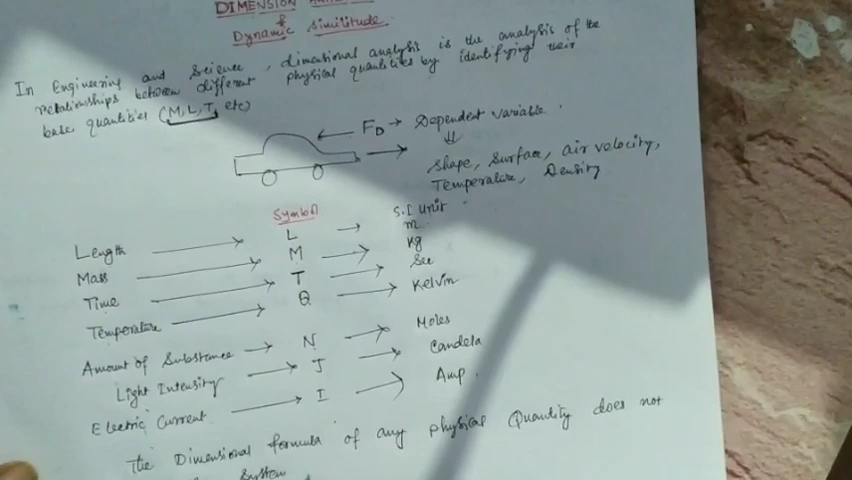 DIMENSION
&
Dynamic similitude.
In Engineering and Science, dimensional analysis is the analysis of the
relationships between different physical quantities by identifying their
base quantities (M, L, T, etc)
FD → Dependent variable.
⇓
Shape, Surface, air velocity,
Temperature, Density
Symbol S.I Unit
Length → L → m
Mass → M → kg
Time → T → Sec
Temperature → θ → Kelvin
Amount of Substance → N → Moles
Light Intensity → J → Candela
Electric Current → I → Amp.
The Dimensional formula of any physical Quantity does not
System